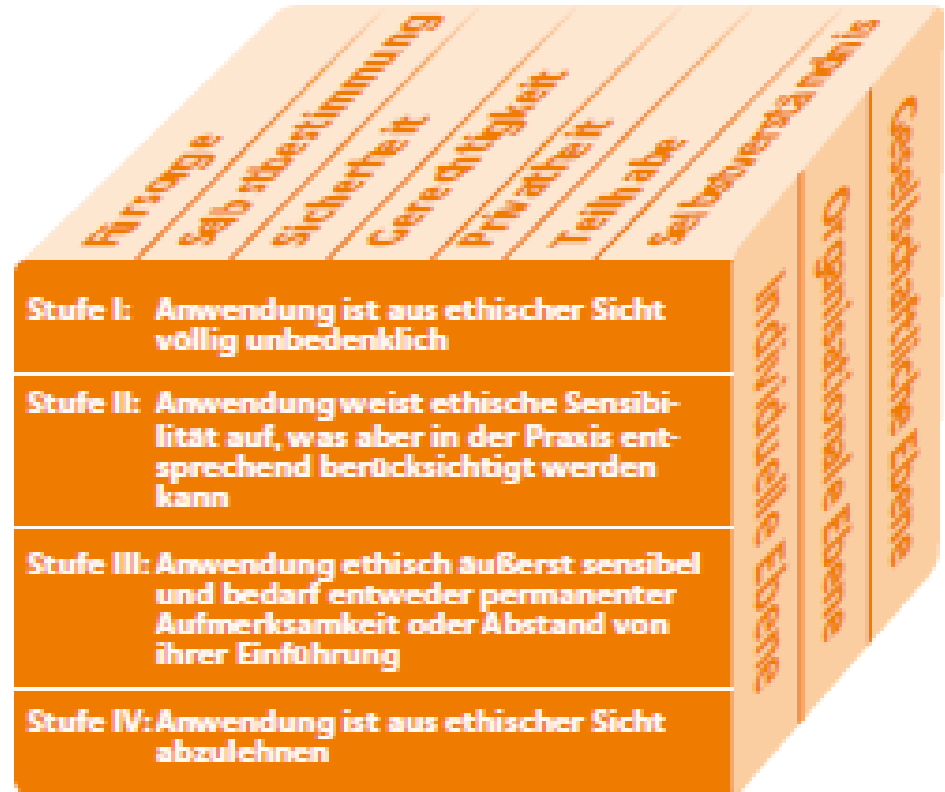 Fürsorge
Selbstbestimmung
Sicherheit
Gerechtigkeit
Privatheit
Teilhabe
Selbstverständnis
Stufe I: Anwendung ist aus ethischer Sicht
völlig unbedenklich
Stufe II: Anwendung weist ethische Sensibi-
lität auf, was aber in der Praxis ent-
sprechend berücksichtigt werden
kann
Stufe III: Anwendung ethisch äußerst sensibel
und bedarf entweder permanenter
Aufmerksamkeit oder Abstand von
ihrer Einführung
Stufe IV: Anwendung ist aus ethischer Sicht
abzulehnen
Individuelle Ebene
Organisationale Ebene
Gesellschaftliche Ebene